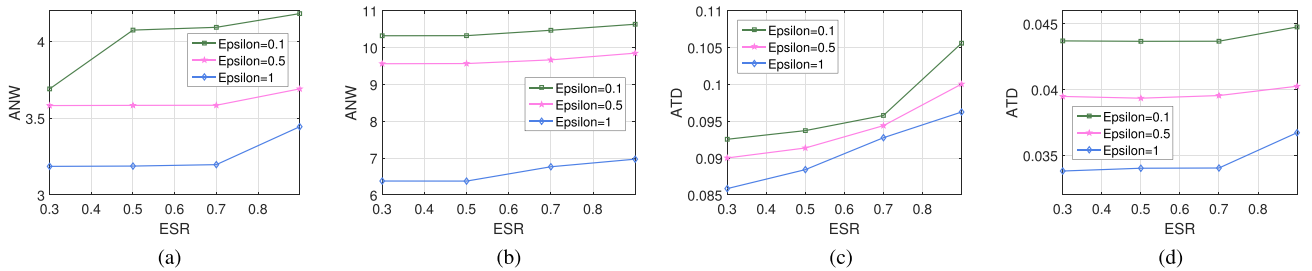 4
3.5
3
ANW
0.3 0.4 0.5 0.6 0.7 0.8
ESR
Epsilon=0.1
Epsilon=0.5
Epsilon=1
(a)
11
10
9
8
7
6
ANW
0.3 0.4 0.5 0.6 0.7 0.8
ESR
Epsilon=0.1
Epsilon=0.5
Epsilon=1
(b)
0.11
0.105
0.1
0.095
0.09
0.085
ATD
0.3 0.4 0.5 0.6 0.7 0.8
ESR
Epsilon=0.1
Epsilon=0.5
Epsilon=1
(c)
0.045
0.04
0.035
ATD
0.3 0.4 0.5 0.6 0.7 0.8
ESR
Epsilon=0.1
Epsilon=0.5
Epsilon=1
(d)